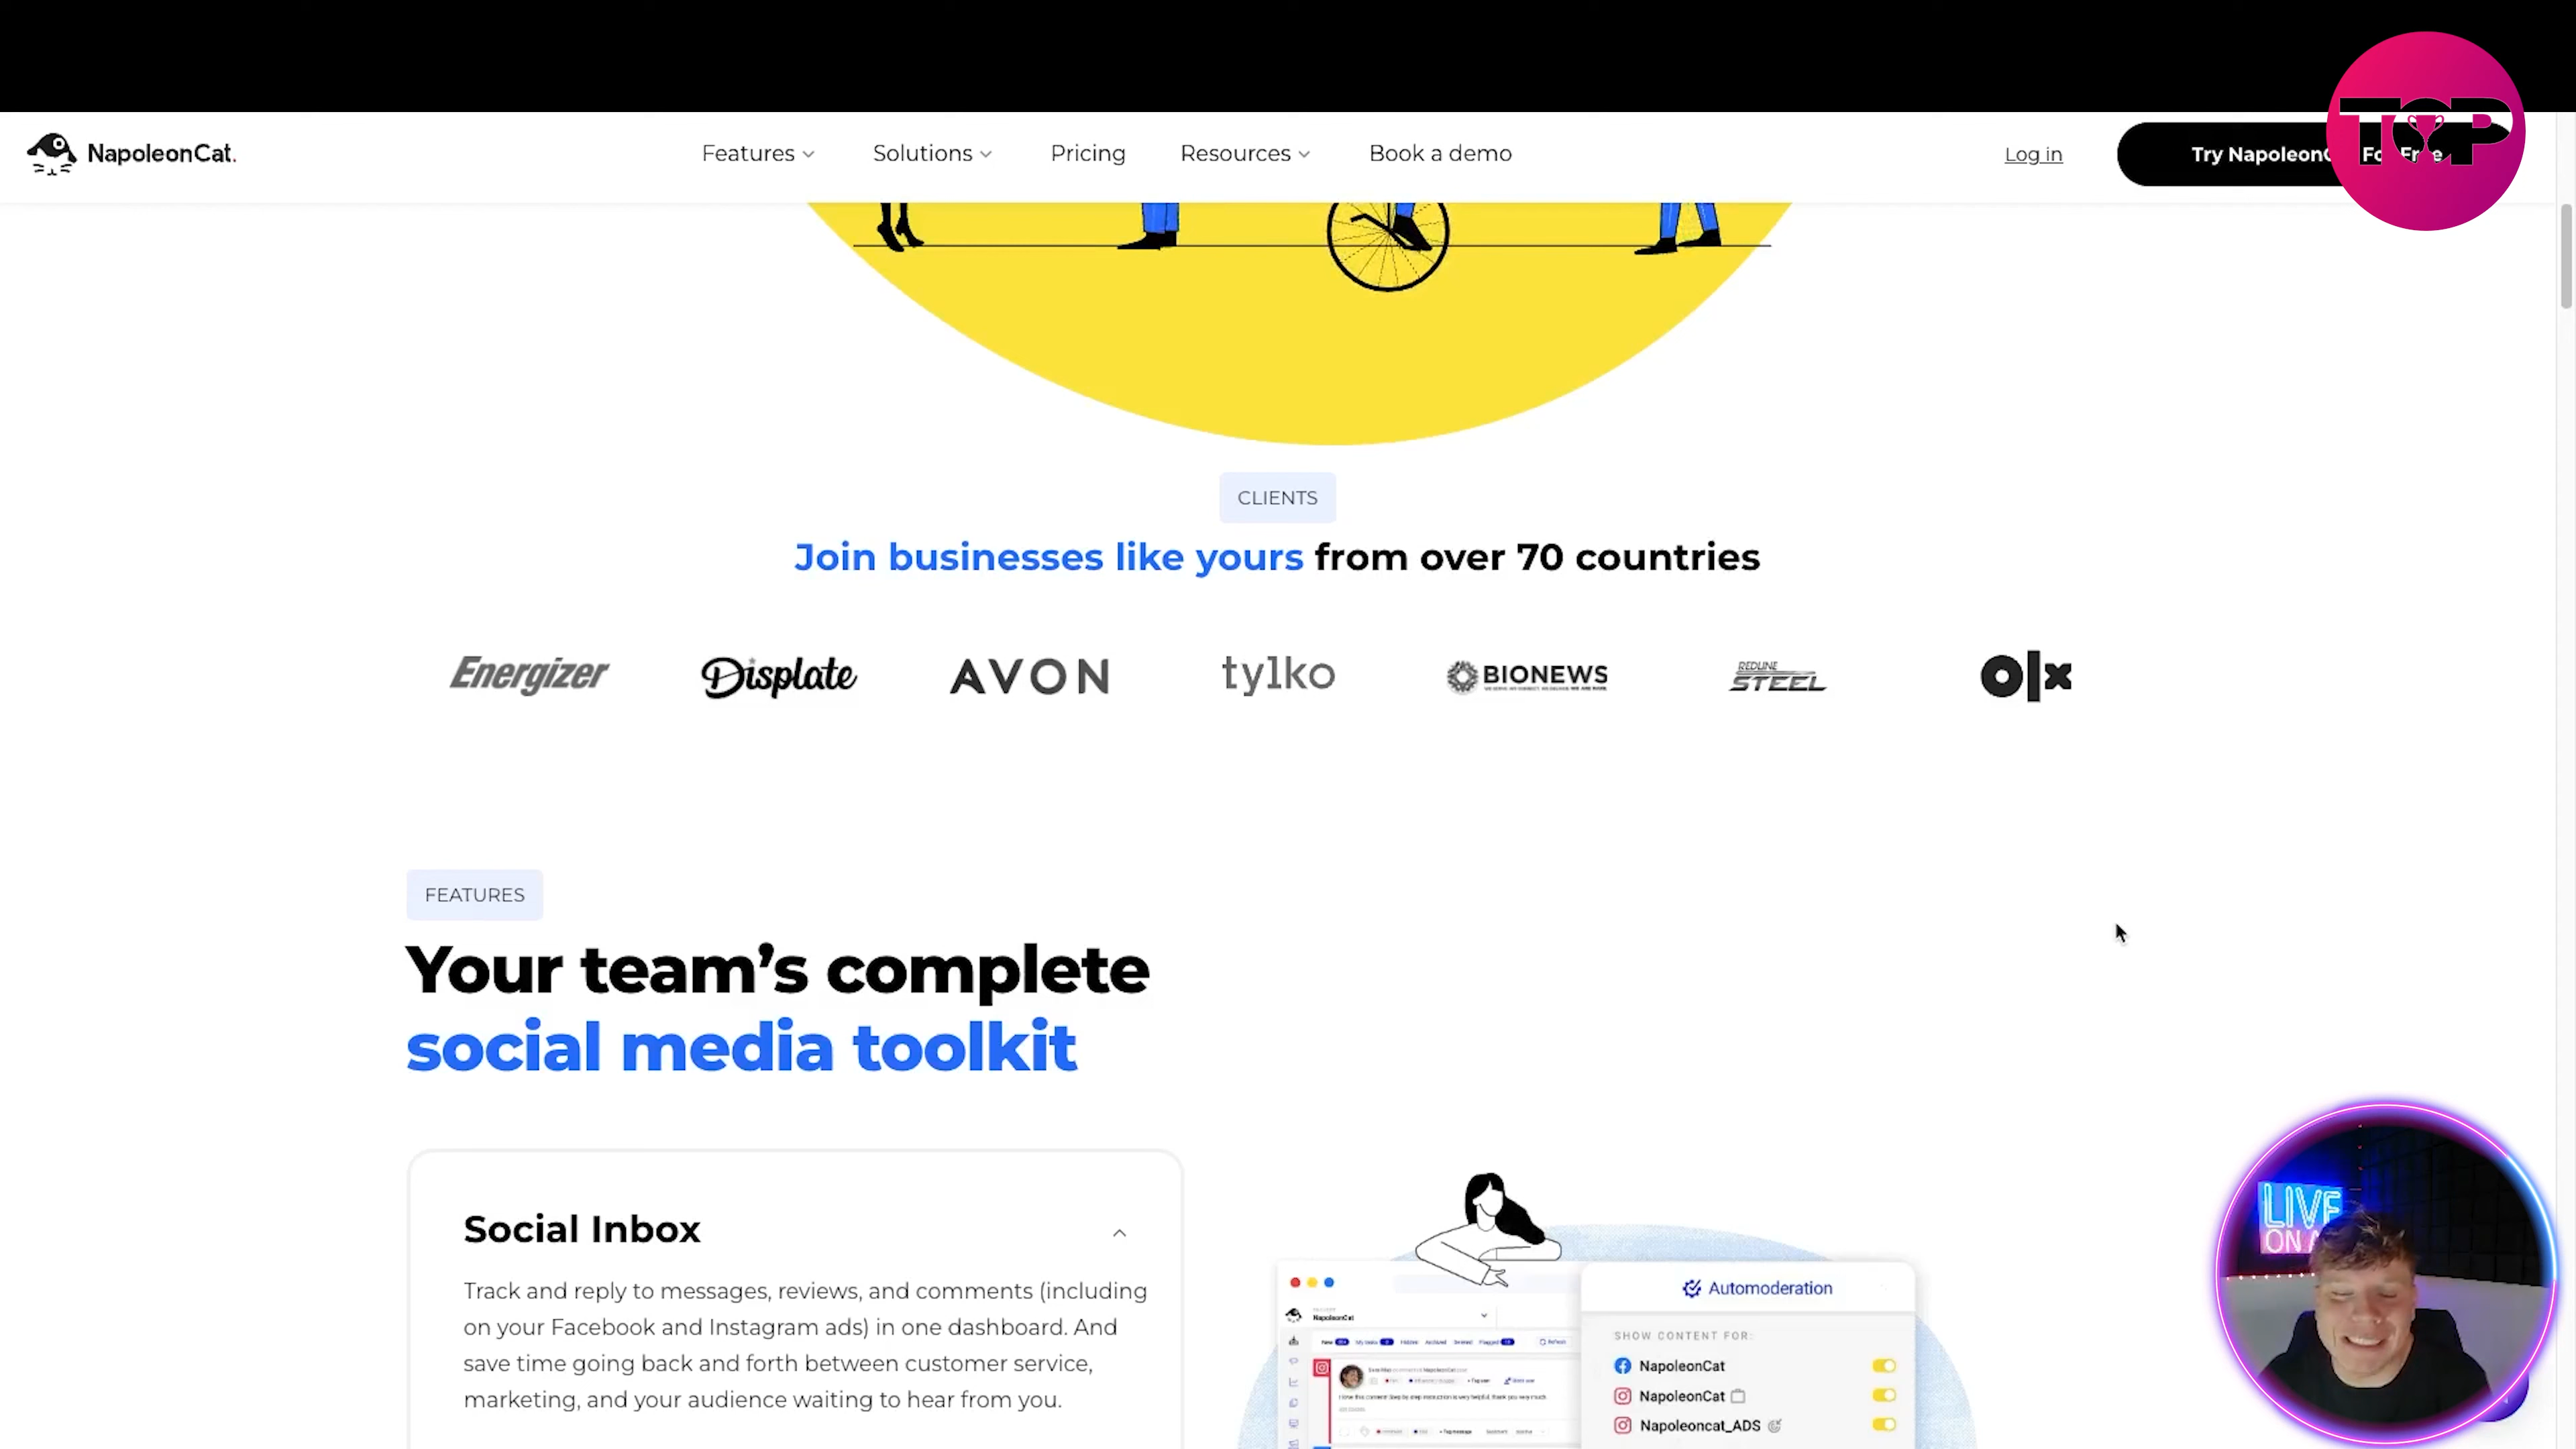 NapoleonCat.
Features
Solutions
Pricing
Resources
Book a demo
Log in
Try NapoleonC For Free
TOP
CLIENTS
Join businesses like yours from over 70 countries
Energizer
Displate
AVON
tylko
BIONEWS
REDLINE
STEEL
olx
FEATURES
Your team's complete
social media toolkit
Social Inbox
Track and reply to messages, reviews, and comments (including
on your Facebook and Instagram ads) in one dashboard. And
save time going back and forth between customer service,
marketing, and your audience waiting to hear from you.
Automoderation
NapoleonCat
SHOW CONTENT FOR:
NapoleonCat
NapoleonCat
Napoleoncat_ADS
LIVE
ON A